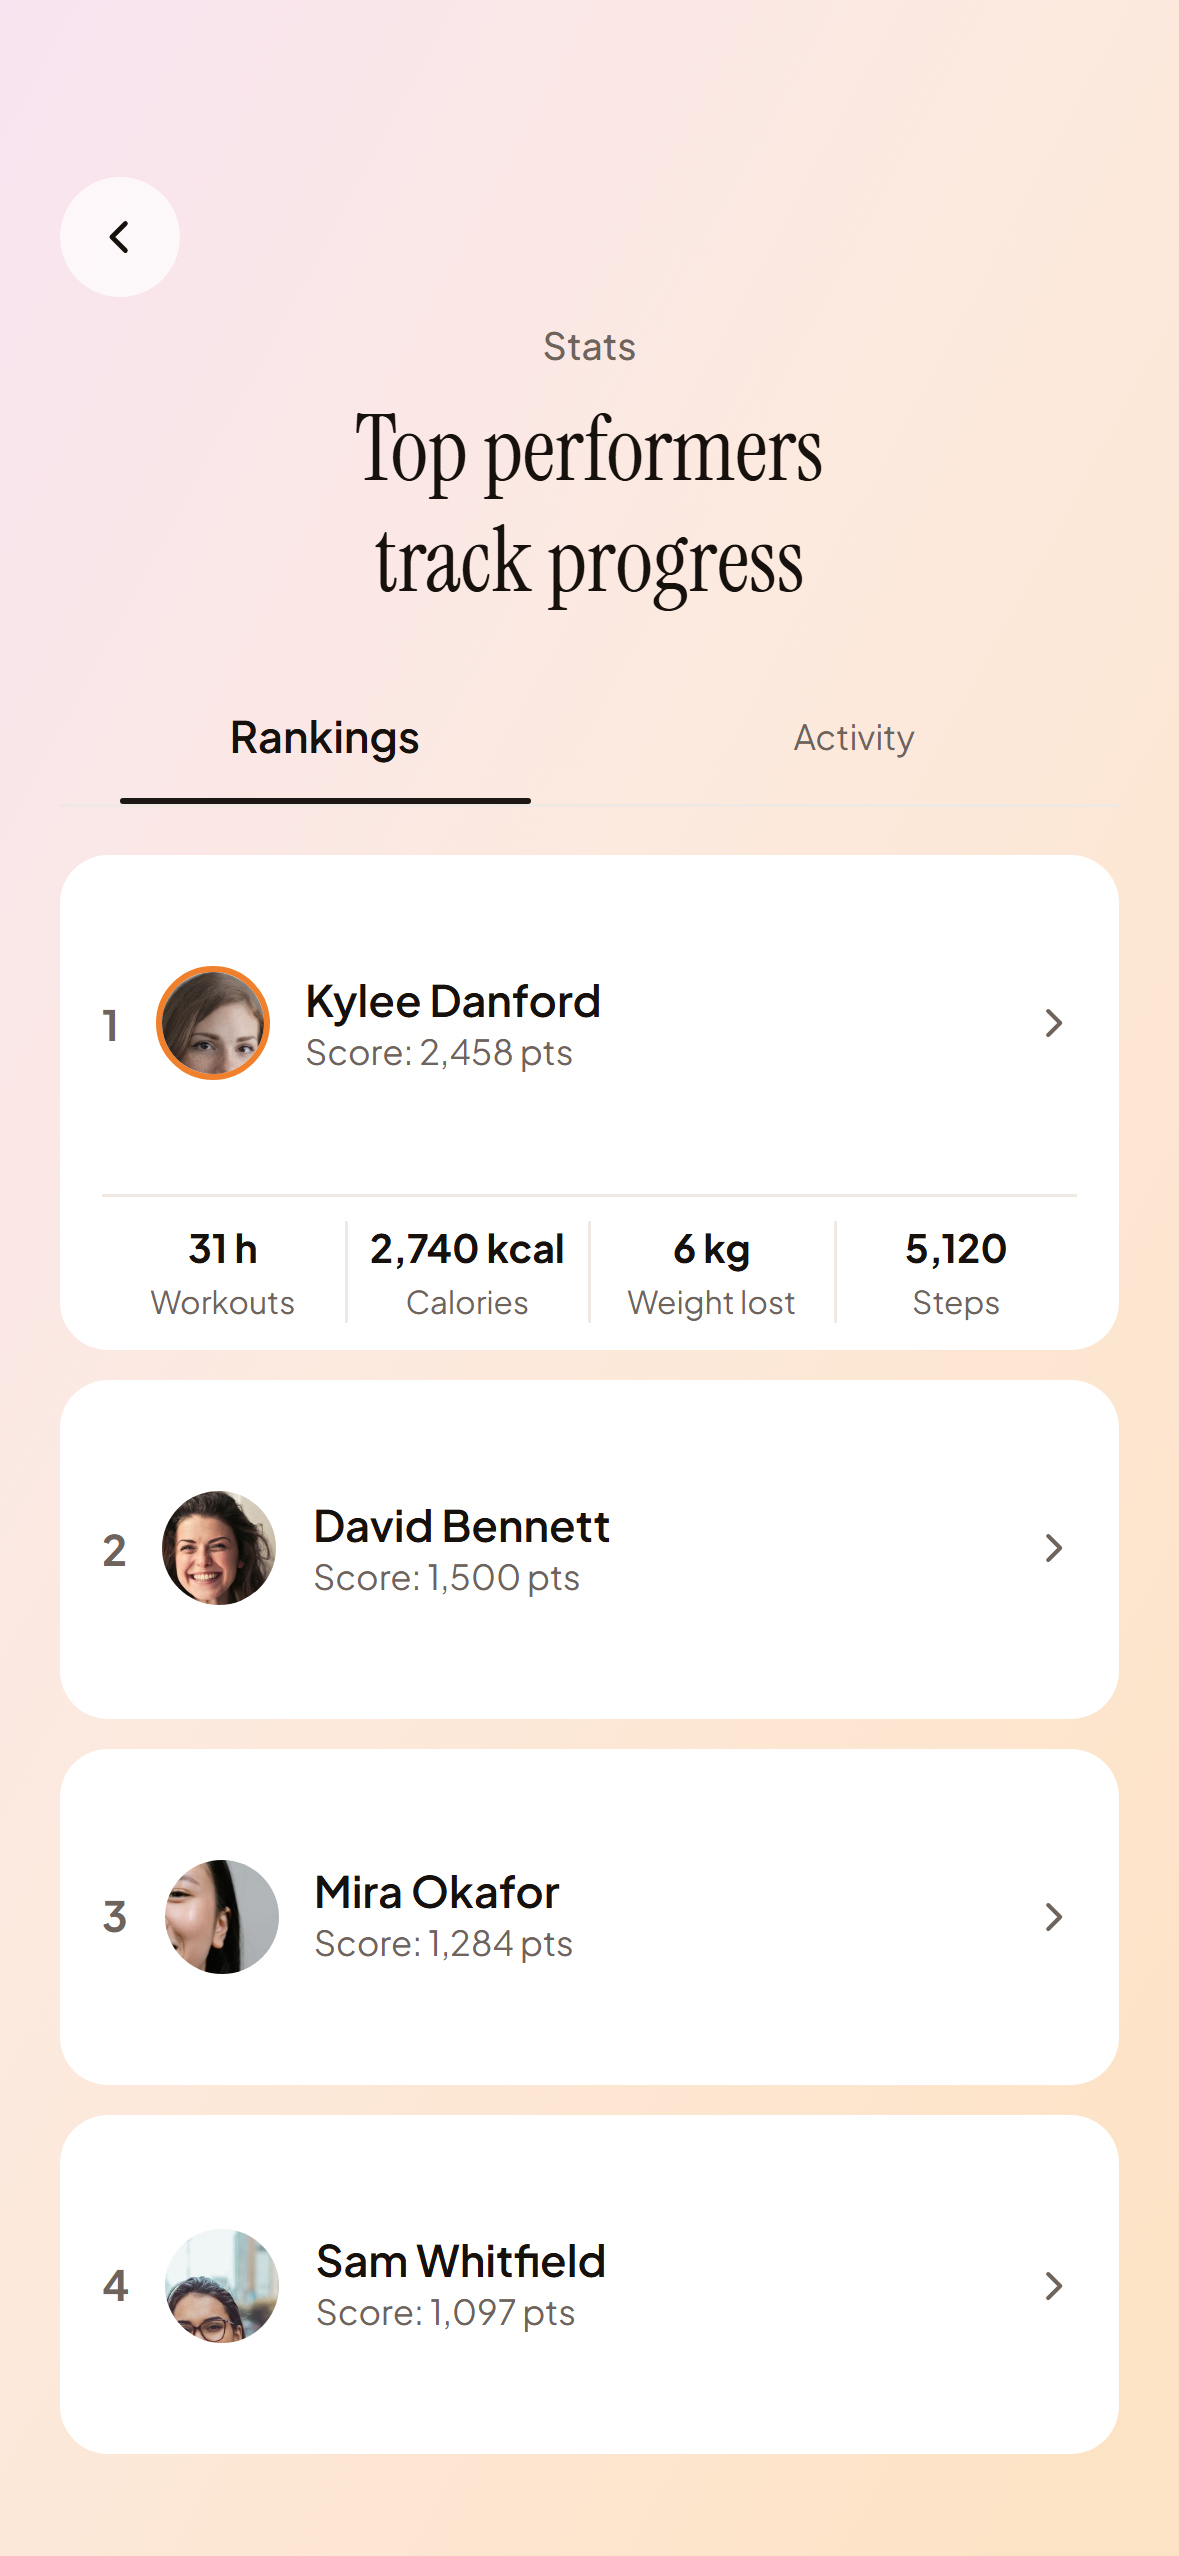 Stats
Top performers
track progress
Rankings
Activity
1
Kylee Danford
Score: 2,458 pts
31 h
Workouts
2,740 kcal
Calories
6 kg
Weight lost
5,120
Steps
2
David Bennett
Score: 1,500 pts
3
Mira Okafor
Score: 1,284 pts
4
Sam Whitfield
Score: 1,097 pts